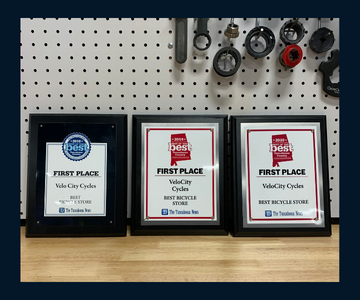 best
FIRST PLACE
VeloCity Cycles
BEST
BICYCLE STORE
The Tuscaloosa News
best
FIRST PLACE
VeloCity
Cycles
BEST BICYCLE
STORE
The Tuscaloosa News
best
FIRST PLACE
VeloCity Cycles
BEST BICYCLE STORE
The Tuscaloosa News